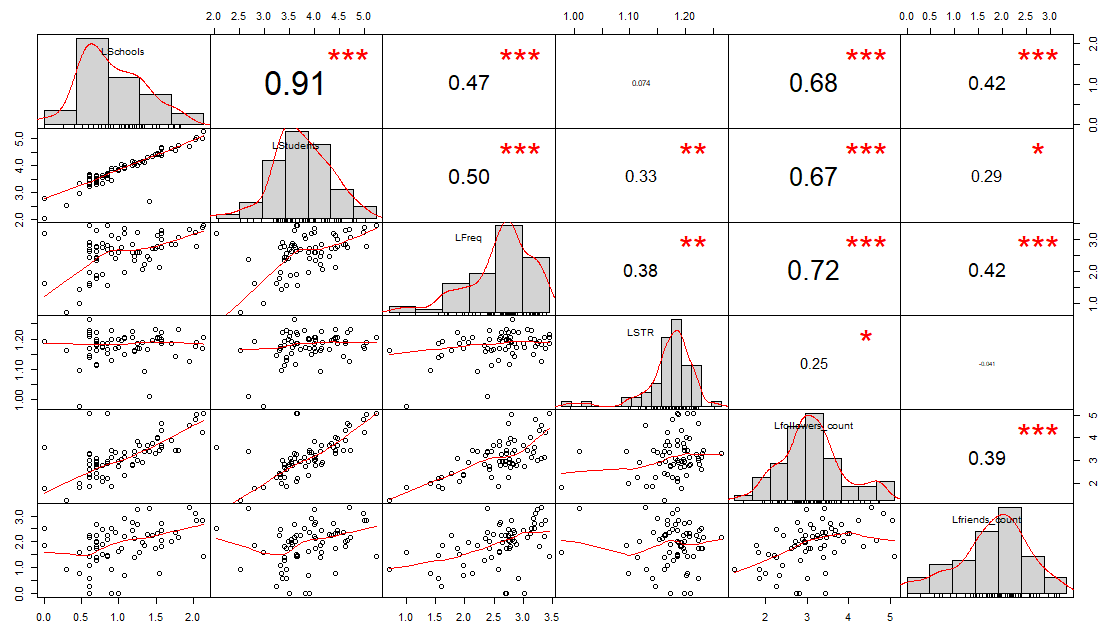 2.0 2.5 3.0 3.5 4.0 4.5 5.0
1.00 1.10 1.20
0.0 0.5 1.0 1.5 2.0 2.5 3.0
LSchools
0.91 ***
0.47 ***
0.074
0.68 ***
0.42 ***
0.0 1.0 2.0
2.0 3.0 4.0 5.0
LStudents
0.50 ***
0.33 **
0.67 ***
0.29 *
LFreq
0.38 **
0.72 ***
0.42 ***
1.0 2.0 3.0
1.00 1.10 1.20
LSTR
0.25 *
-0.041
Lfollowers_count
0.39 ***
2 3 4 5
0.0 1.0 2.0 3.0
Lfriends_count
0.0 0.5 1.0 1.5 2.0
1.0 1.5 2.0 2.5 3.0 3.5
2 3 4 5